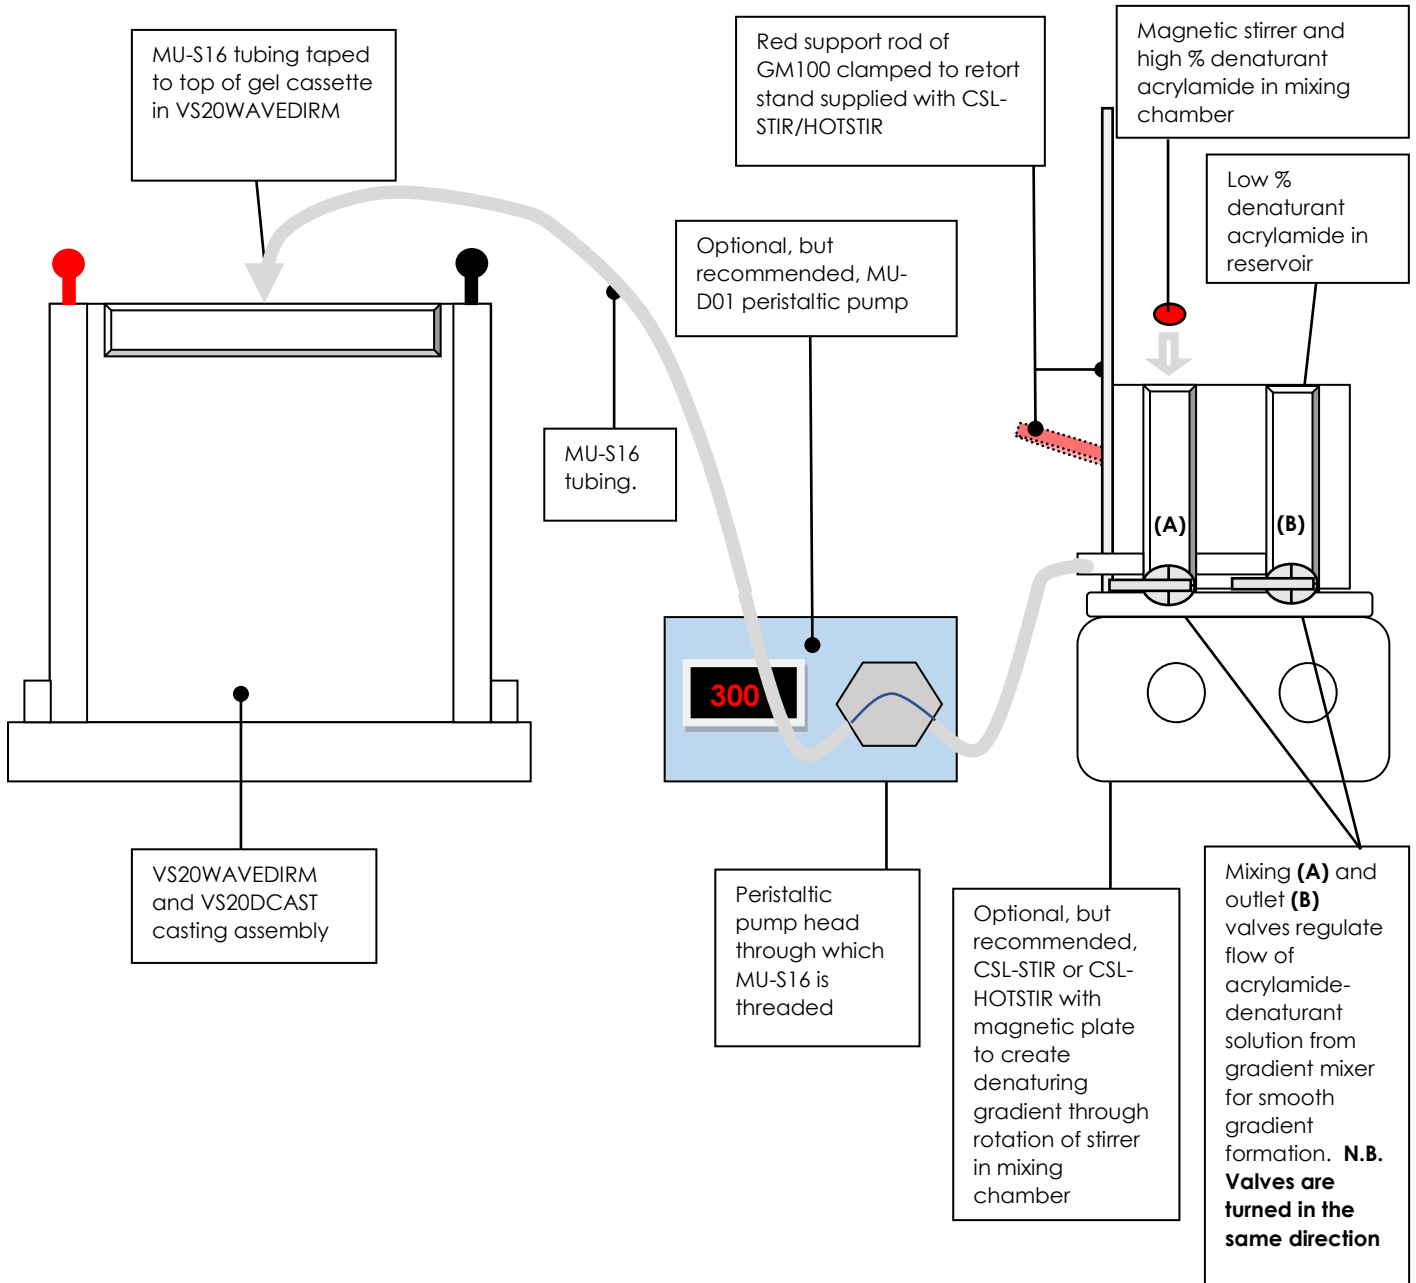 MU-S16 tubing taped
to top of gel cassette
in VS20WAVEDIRM
Red support rod of
GM100 clamped to retort
stand supplied with CSL-
STIR/HOTSTIR
Magnetic stirrer and
high % denaturant
acrylamide in mixing
chamber
Low %
denaturant
acrylamide in
reservoir
Optional, but
recommended, MU-
D01 peristaltic pump
MU-S16
tubing.
(A)
(B)
300
VS20WAVEDIRM
and VS20DCAST
casting assembly
Peristaltic
pump head
through which
MU-S16 is
threaded
Optional, but
recommended,
CSL-STIR or CSL-
HOTSTIR with
magnetic plate
to create
denaturing
gradient through
rotation of stirrer
in mixing
chamber
Mixing (A) and
outlet (B)
valves regulate
flow of
acrylamide-
denaturant
solution from
gradient mixer
for smooth
gradient
formation. N.B.
Valves are
turned in the
same direction